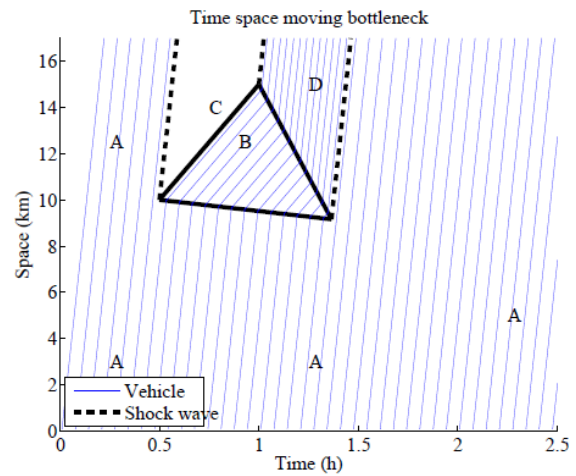 Time space moving bottleneck
16
14
12
10
8
6
4
2
0
Space (km)
A
C
B
D
A
A
A
Vehicle
Shock wave
0
0.5
1
1.5
2
2.5
Time (h)